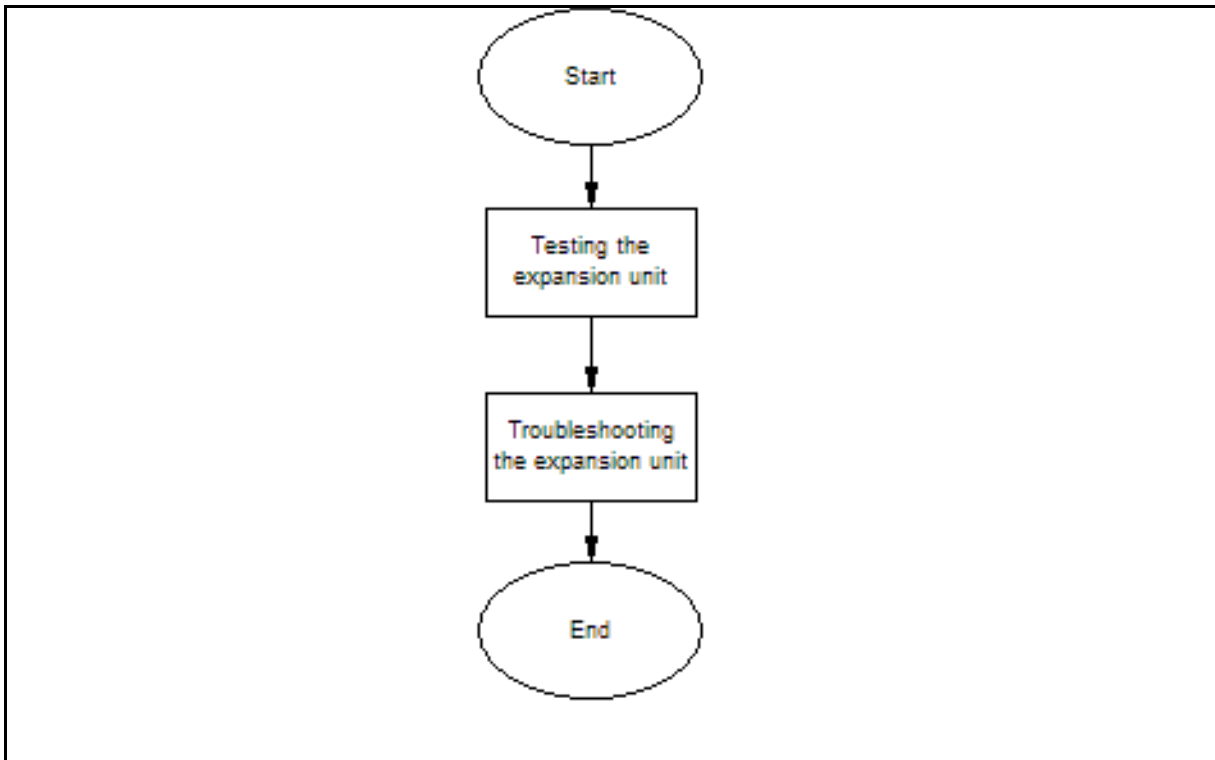 Start
Testing the
expansion unit
Troubleshooting
the expansion unit
End